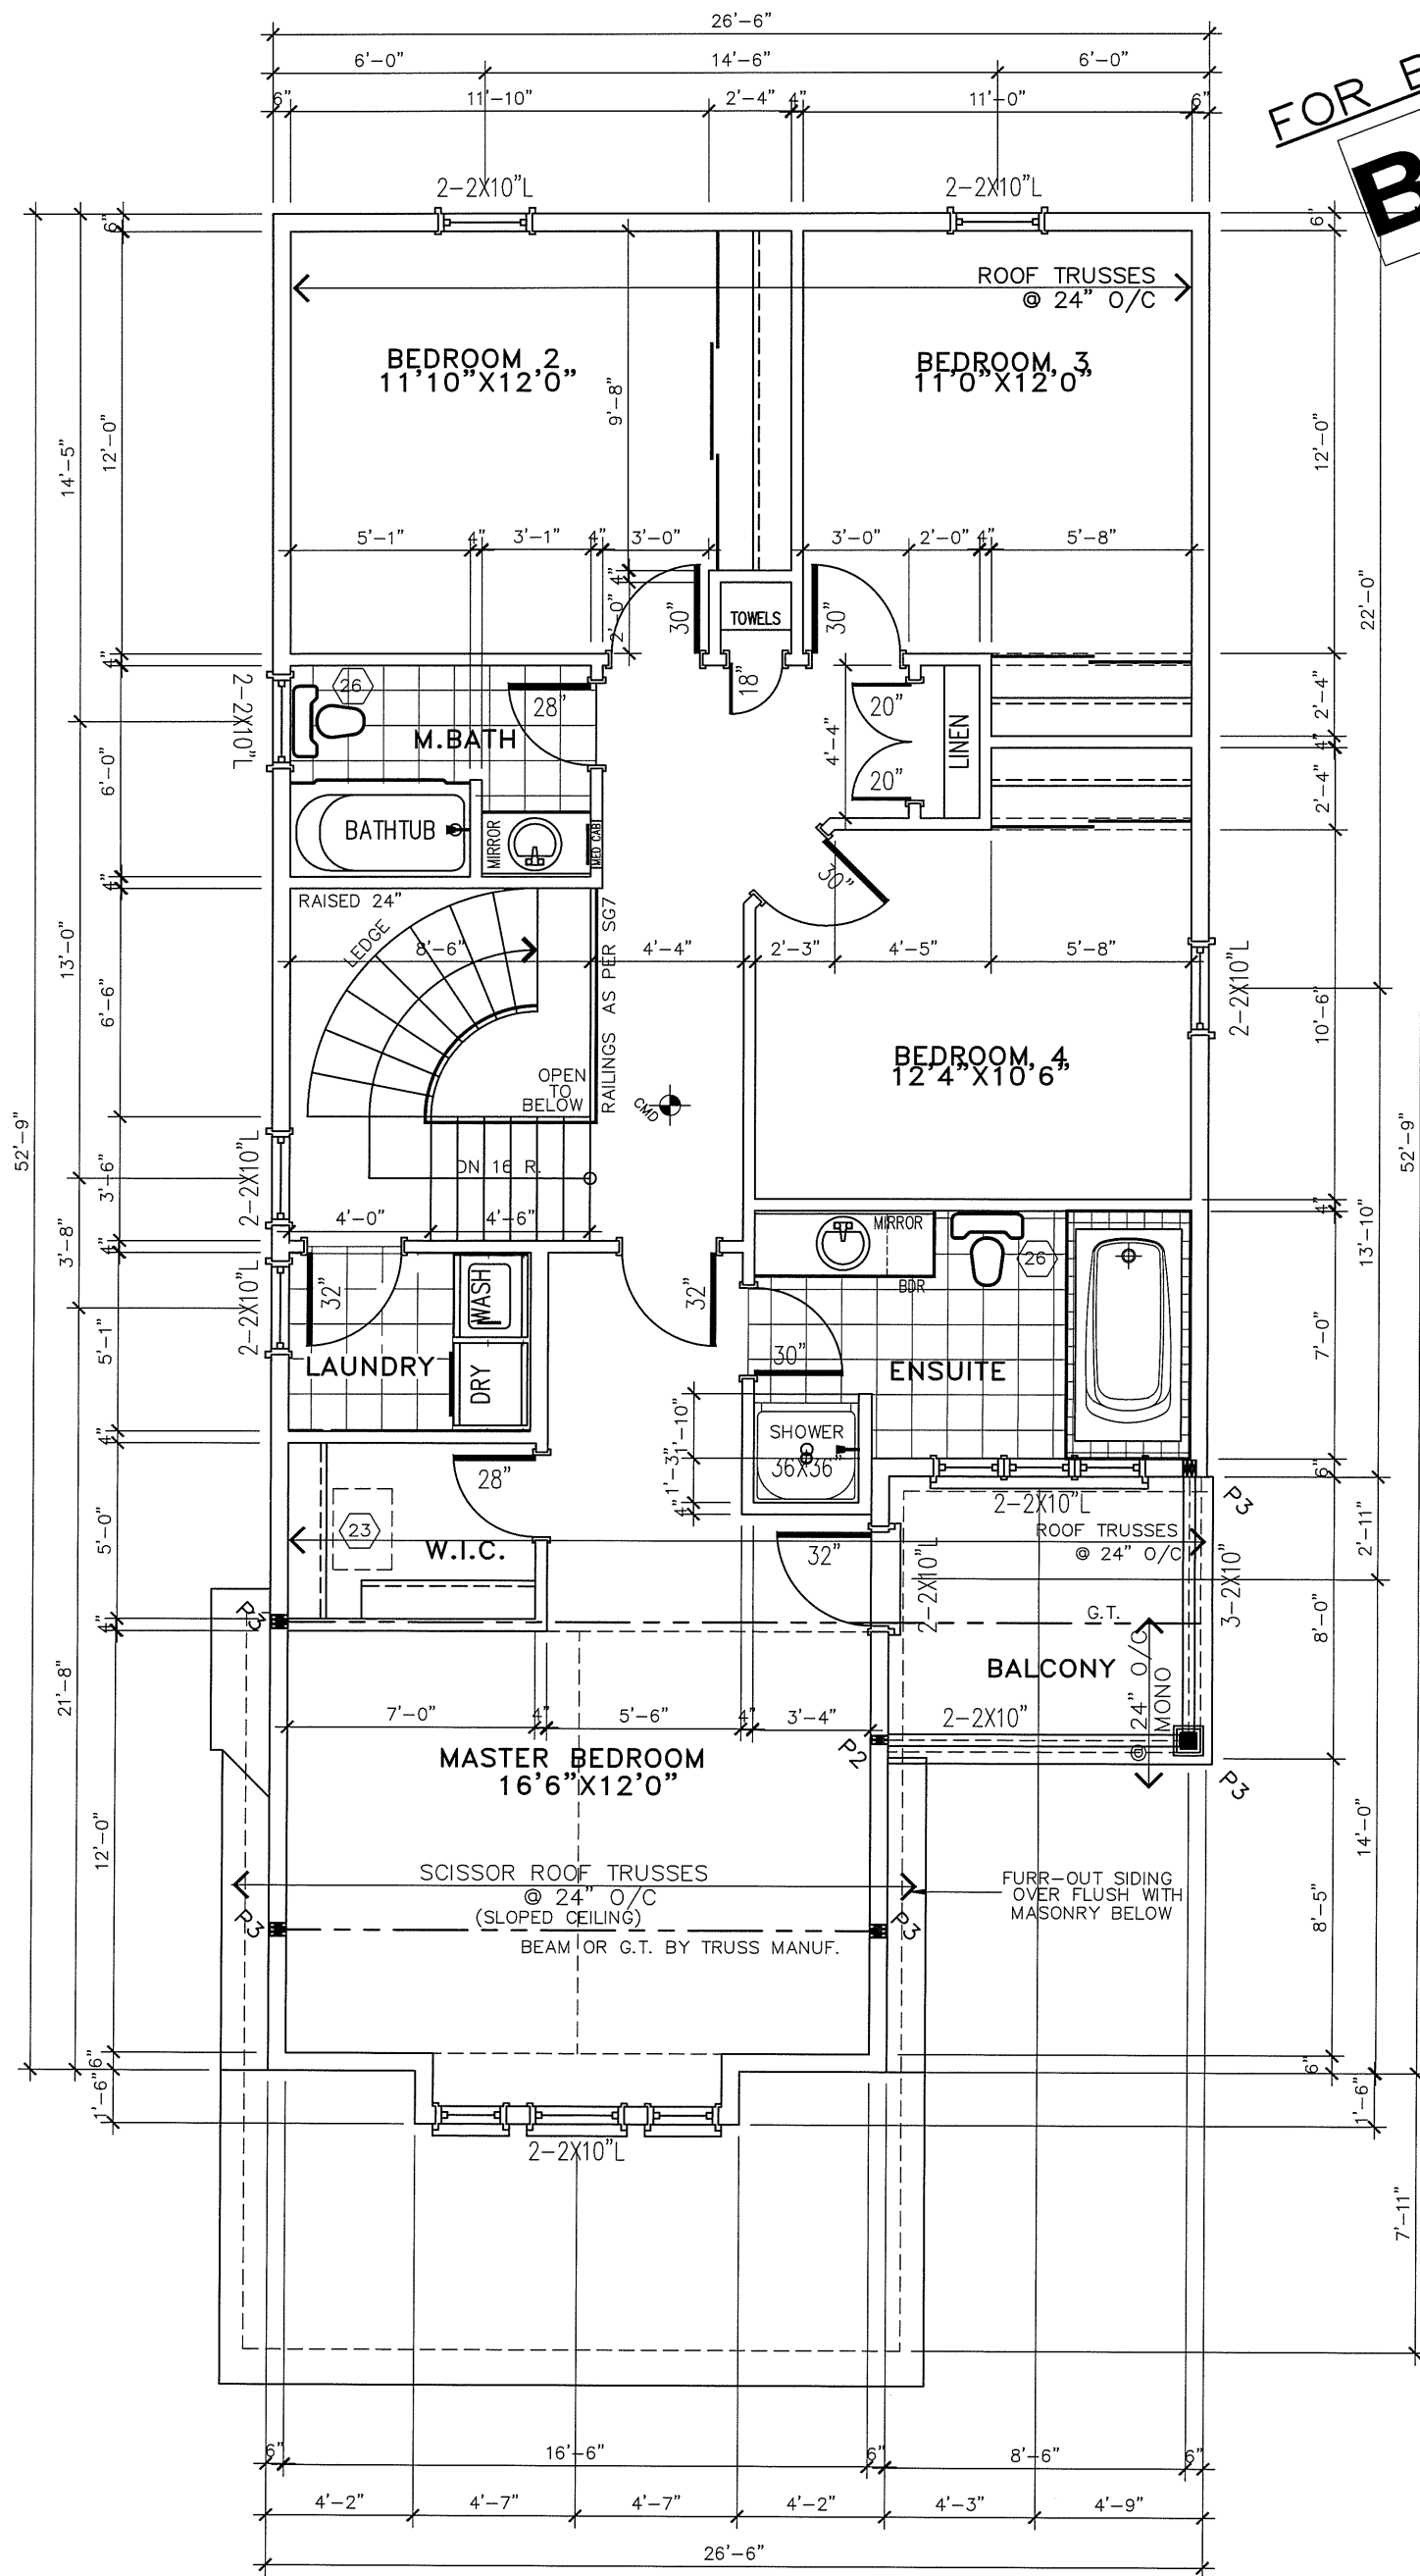 26'-6"
6'-0" 14'-6" 6'-0"
6" 11'-10" 2'-4" 4" 11'-0" 6"
FOR
B
2-2X10"L 2-2X10"L
6" 6"
ROOF TRUSSES
@ 24" O/C
BEDROOM 2
11'10"X12'0"
BEDROOM 3
11'0"X12'0"
9'-8"
12'-0" 14'-5"
12'-0" 22'-0"
5'-1" 4" 3'-1" 4" 3'-0" 3'-0" 2'-0" 4" 5'-8"
4"
2'-0"
30" TOWELS 30"
4"
26
18"
28"
M.BATH
2-2X10"L
20"
LINEN
20"
4'-4"
2'-4"
4"
2'-4"
6'-0"
BATHTUB
MIRROR
MED CAB
30"
4"
RAISED 24"
LEDGE
RAILINGS AS PER SG7
8'-6" 4'-4" 2'-3" 4'-5" 5'-8"
13'-0"
6'-6"
2-2X10"L
10'-6"
BEDROOM 4
12'4"X10'6"
OPEN
TO
BELOW
CMD
52'-9"
52'-9"
DN 16 R.
2-2X10"L
3'-6"
3'-8"
4'-0" 4'-6"
4" 4"
MIRROR
26
BDR
13'-10"
32"
WASH
32"
2-2X10"L
5'-1"
LAUNDRY
DRY
30"
ENSUITE
7'-0"
1'-10"
SHOWER
36X36"
4"
28"
1'-3"
4"
6"
2-2X10"L
P3
23
W.I.C.
32"
ROOF TRUSSES
@ 24" O/C
2-2X10"L
3-2X10"
2'-11"
5'-0"
4"
P3
G.T.
8'-0"
BALCONY
@ 24" O/C
MONO
21'-8"
7'-0" 4" 5'-6" 4" 3'-4"
2-2X10"
P2
P3
MASTER BEDROOM
16'6"X12'0"
12'-0"
14'-0"
SCISSOR ROOF TRUSSES
@ 24" O/C
(SLOPED CEILING)
P3
P3
BEAM OR G.T. BY TRUSS MANUF.
FURR-OUT SIDING
OVER FLUSH WITH
MASONRY BELOW
8'-5"
6" 6"
1'-6" 1'-6"
2-2X10"L
7'-11"
6" 16'-6" 6" 8'-6" 6"
4'-2" 4'-7" 4'-7" 4'-2" 4'-3" 4'-9"
26'-6"